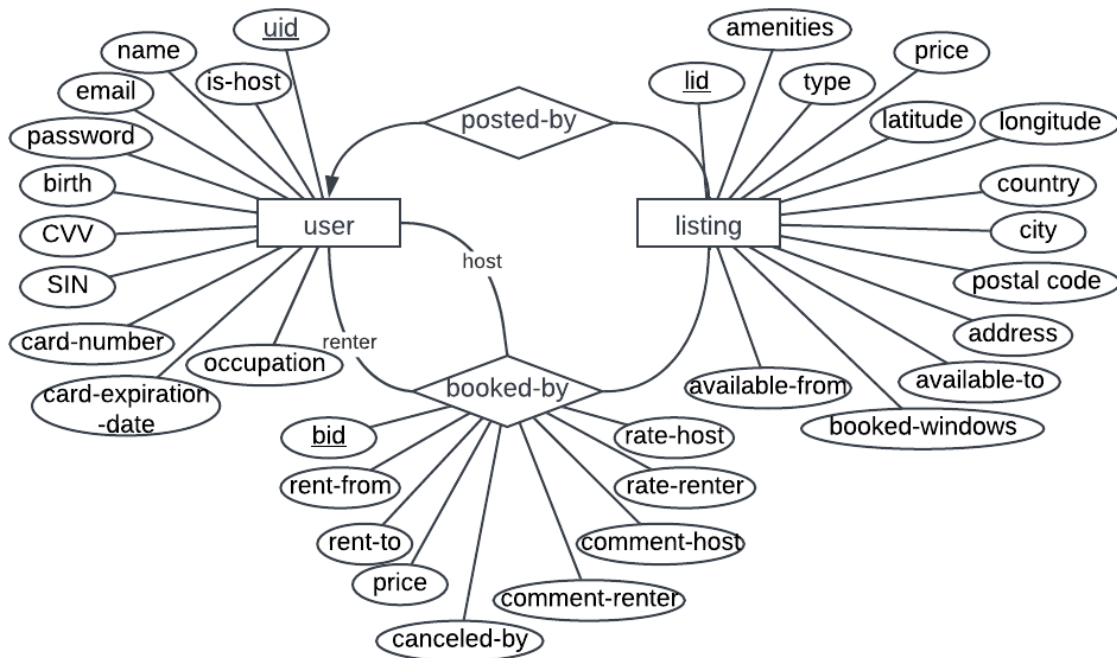 uid
amenities
name
price
is-host
lid
type
email
posted-by
latitude
longitude
password
birth
country
user
listing
CVV
city
host
SIN
postal code
card-number
renter
address
occupation
booked-by
available-from
available-to
card-expiration
-date
bid
rate-host
booked-windows
rent-from
rate-renter
rent-to
comment-host
price
comment-renter
canceled-by